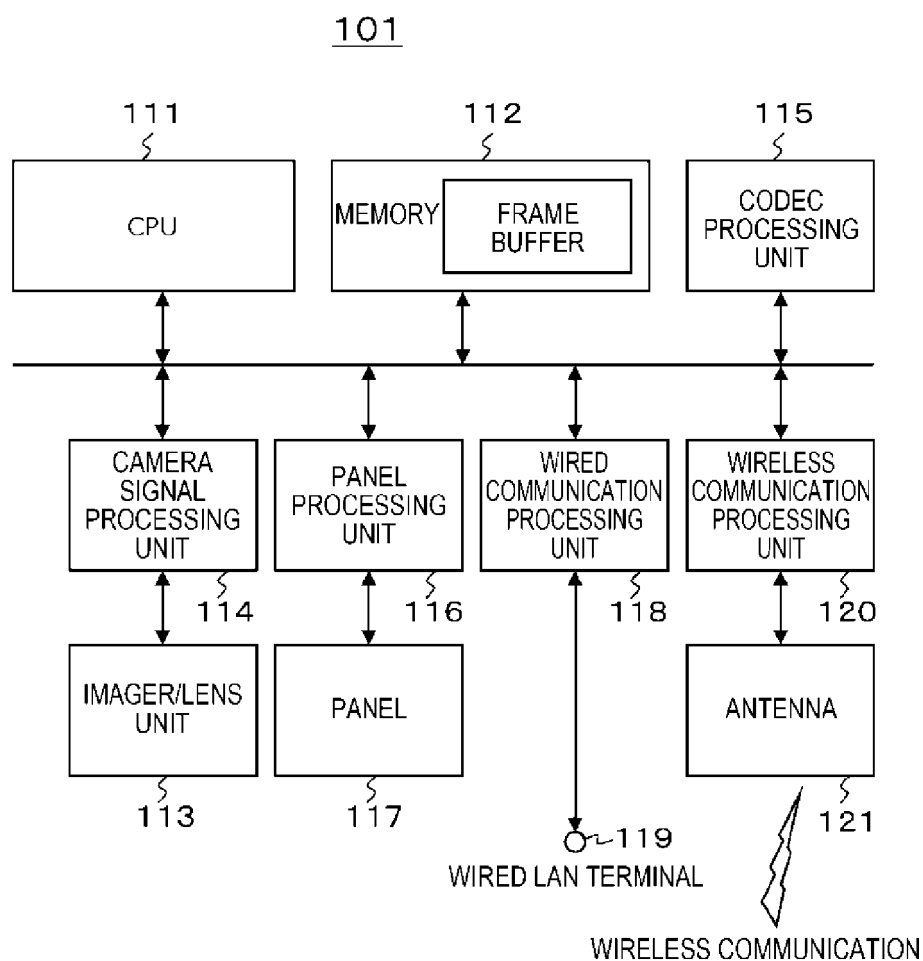 101
111
112
115
CPU
MEMORY
FRAME
BUFFER
CODEC
PROCESSING
UNIT
CAMERA
SIGNAL
PROCESSING
UNIT
PANEL
PROCESSING
UNIT
WIRED
COMMUNICATION
PROCESSING
UNIT
WIRELESS
COMMUNICATION
PROCESSING
UNIT
114
116
118
120
IMAGER/LENS
UNIT
PANEL
ANTENNA
113
117
119
121
WIRED LAN TERMINAL
WIRELESS COMMUNICATION